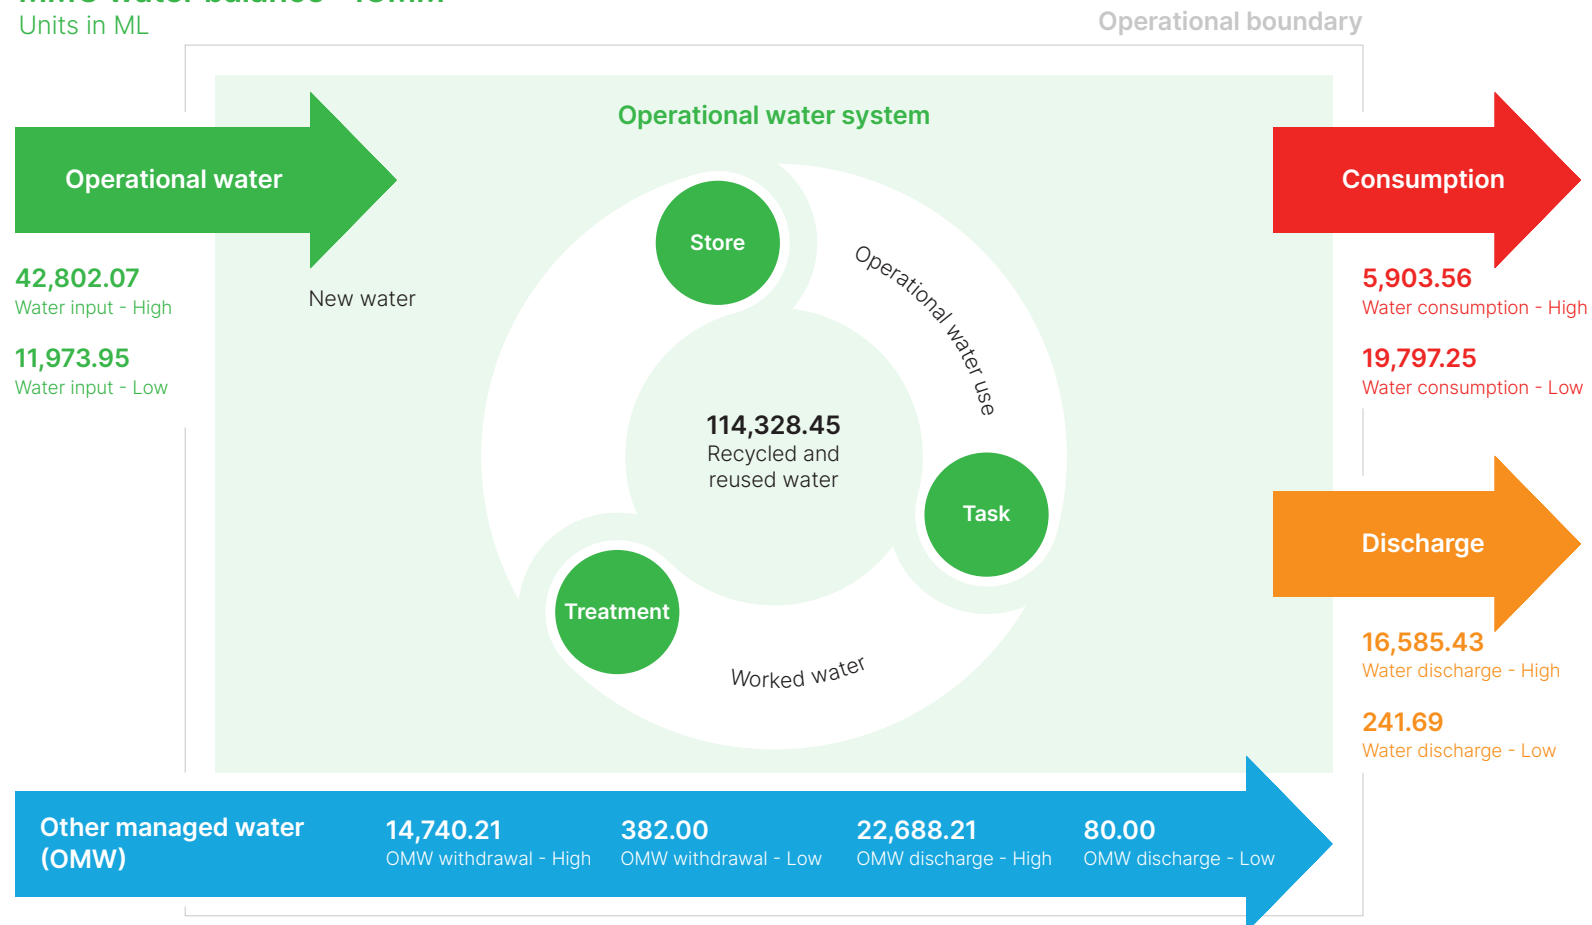 Units in ML
Operational boundary
Operational water system
Operational water
Consumption
Store
42,802.07
Water input - High
New water
11,973.95
Water input - Low
Operational water use
5,903.56
Water consumption - High
19,797.25
Water consumption - Low
114,328.45
Recycled and
reused water
Task
Discharge
Treatment
Worked water
16,585.43
Water discharge - High
241.69
Water discharge - Low
Other managed water
(OMW)
14,740.21
OMW withdrawal - High
382.00
OMW withdrawal - Low
22,688.21
OMW discharge - High
80.00
OMW discharge - Low